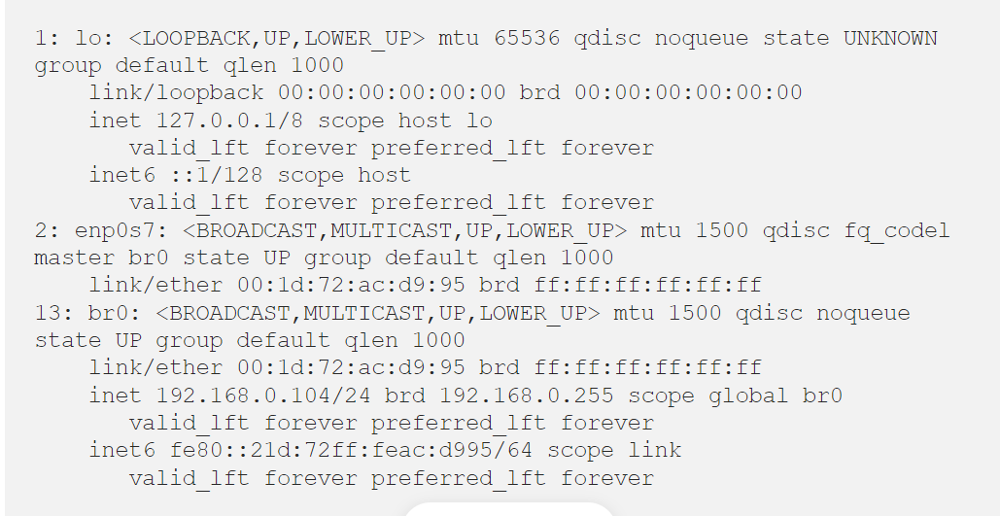 1: lo: <LOOPBACK,UP,LOWER_UP> mtu 65536 qdisc noqueue state UNKNOWN
group default qlen 1000
    link/loopback 00:00:00:00:00:00 brd 00:00:00:00:00:00
    inet 127.0.0.1/8 scope host lo
       valid_lft forever preferred_lft forever
    inet6 ::1/128 scope host
       valid_lft forever preferred_lft forever
2: enp0s7: <BROADCAST,MULTICAST,UP,LOWER_UP> mtu 1500 qdisc fq_codel
master br0 state UP group default qlen 1000
    link/ether 00:1d:72:ac:d9:95 brd ff:ff:ff:ff:ff:ff
13: br0: <BROADCAST,MULTICAST,UP,LOWER_UP> mtu 1500 qdisc noqueue
state UP group default qlen 1000
    link/ether 00:1d:72:ac:d9:95 brd ff:ff:ff:ff:ff:ff
    inet 192.168.0.104/24 brd 192.168.0.255 scope global br0
       valid_lft forever preferred_lft forever
    inet6 fe80::21d:72ff:feac:d995/64 scope link
       valid_lft forever preferred_lft forever